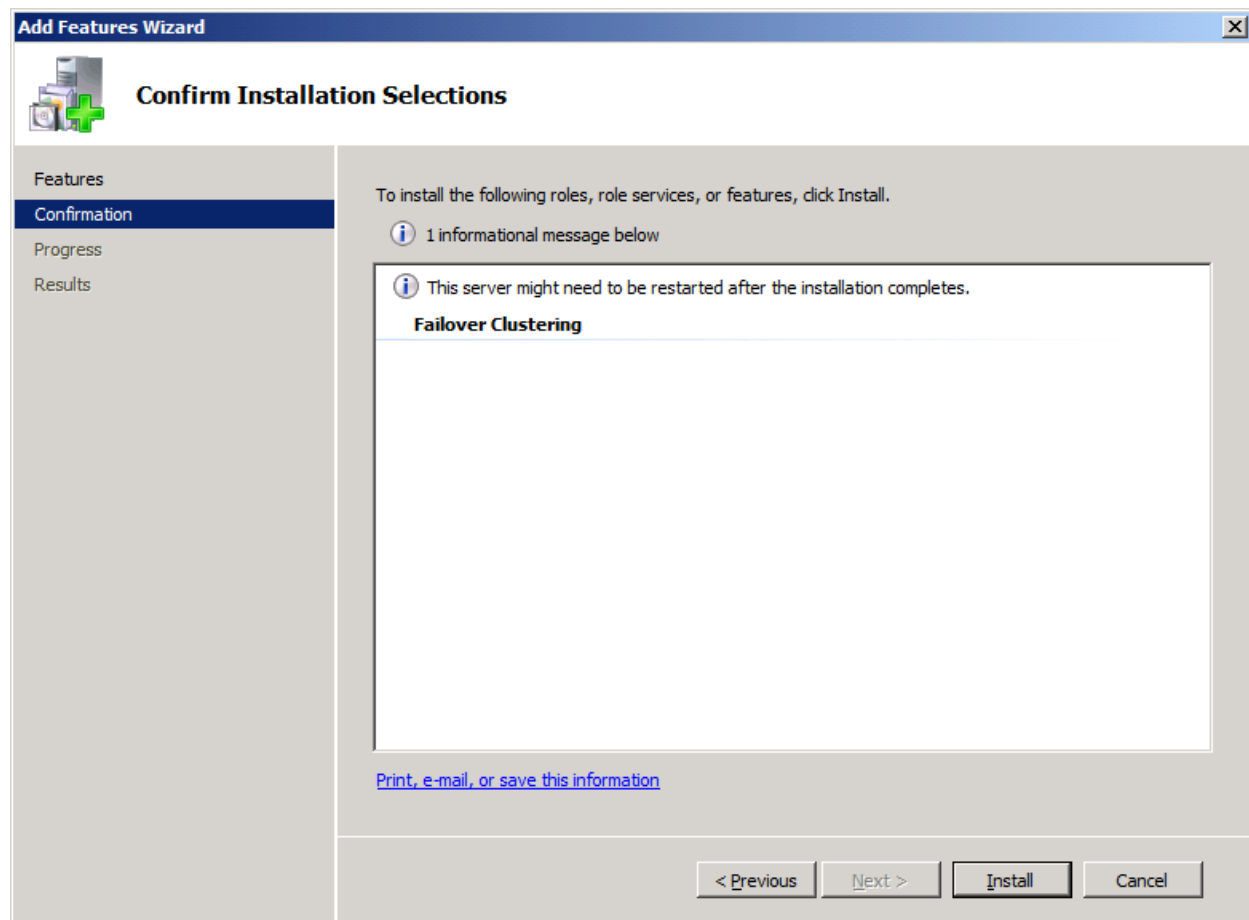 Add Features Wizard
Confirm Installation Selections
Features
Confirmation
Progress
Results
To install the following roles, role services, or features, click Install.
1 informational message below
This server might need to be restarted after the installation completes.
Failover Clustering
Print, e-mail, or save this information
< Previous
Next >
Install
Cancel